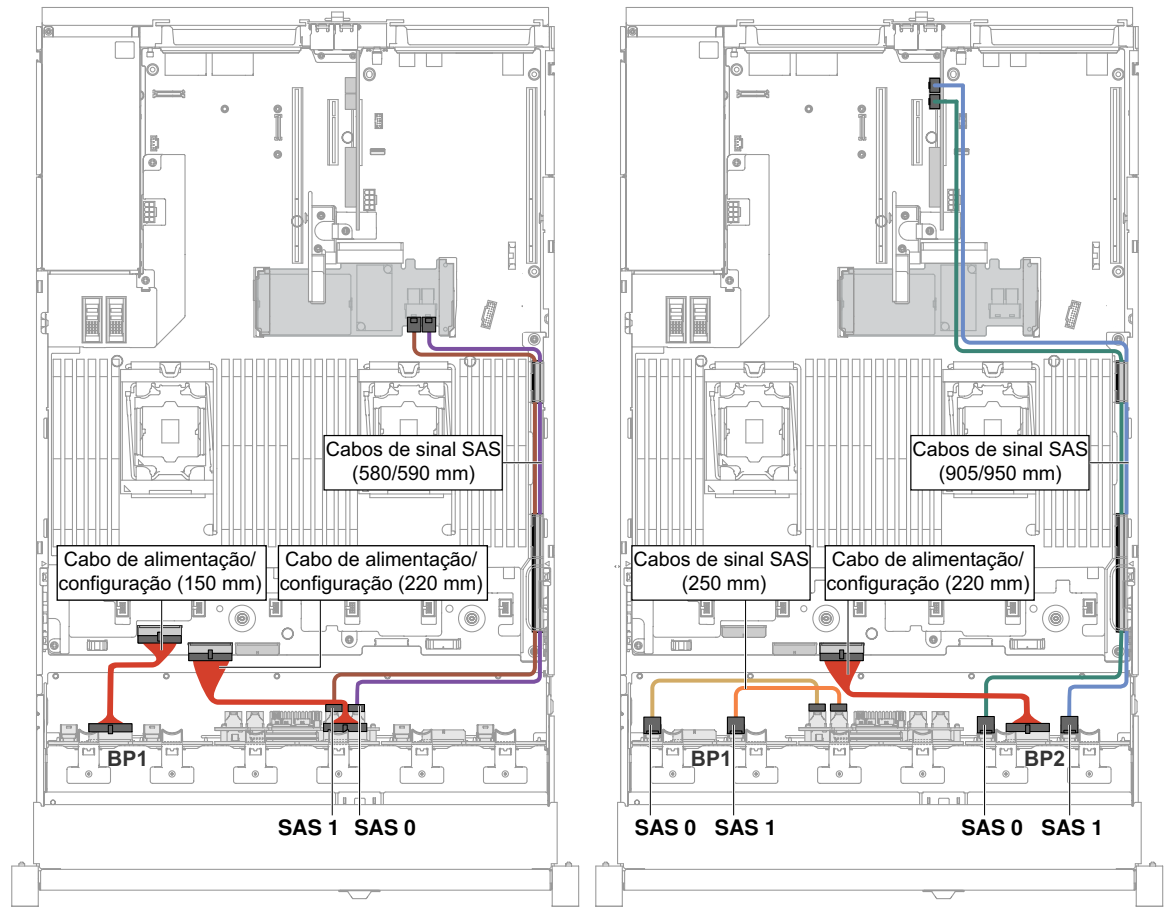 Cabos de sinal SAS
(580/590 mm)
Cabo de alimentação/
configuração (150 mm)
Cabo de alimentação/
configuração (220 mm)
BP1
SAS 1
SAS 0
Cabos de sinal SAS
(905/950 mm)
Cabos de sinal SAS
(250 mm)
Cabo de alimentação/
configuração (220 mm)
BP1
BP2
SAS 0
SAS 1
SAS 0
SAS 1